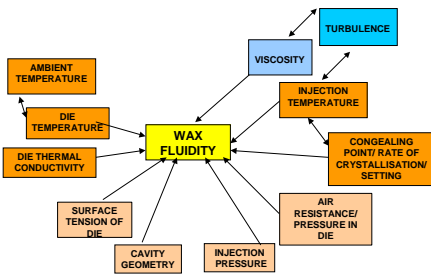 TURBULENCE
VISCOSITY
AMBIENT
TEMPERATURE
INJECTION
TEMPERATURE
DIE
TEMPERATURE
WAX
FLUIDITY
CONGEALING
POINT/ RATE OF
CRYSTALLISATION/
SETTING
DIE THERMAL
CONDUCTIVITY
SURFACE
TENSION OF
DIE
AIR
RESISTANCE/
PRESSURE IN
DIE
CAVITY
GEOMETRY
INJECTION
PRESSURE